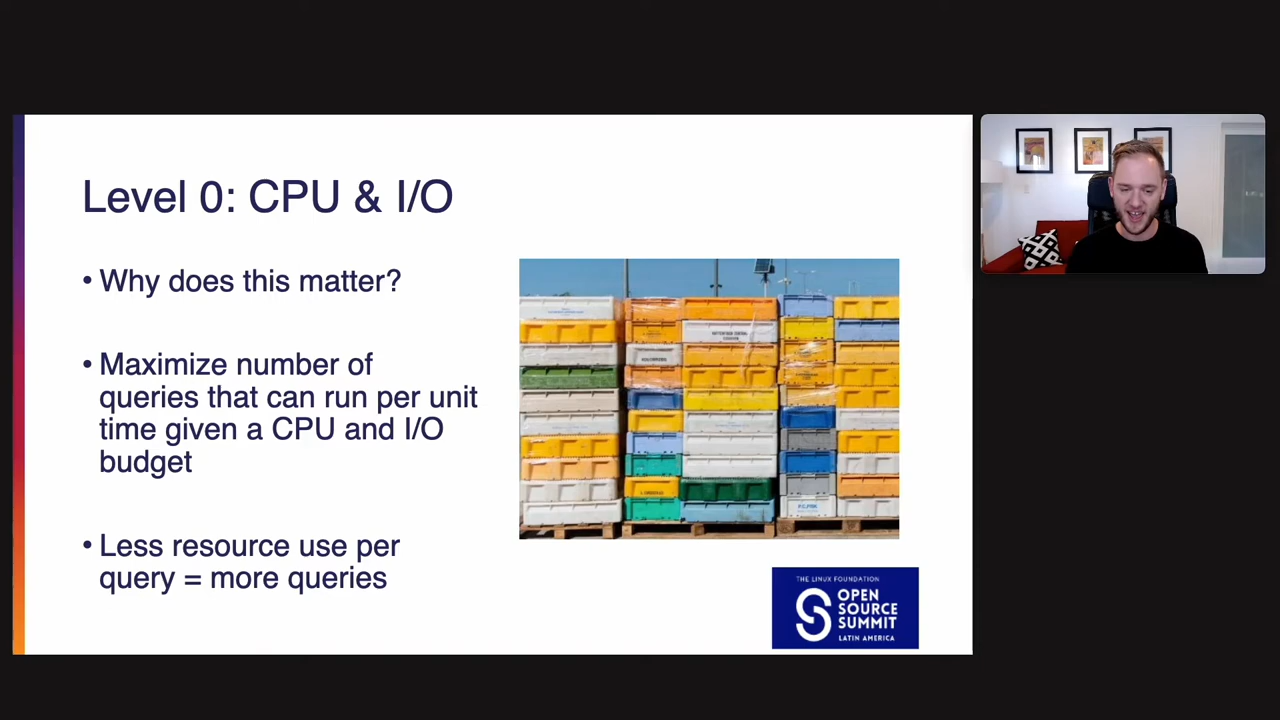 Level 0: CPU & I/O
• Why does this matter?
• Maximize number of
queries that can run per unit
time given a CPU and I/O
budget
• Less resource use per
query = more queries
THE LINUX FOUNDATION
OPEN
SOURCE
SUMMIT
LATIN AMERICA